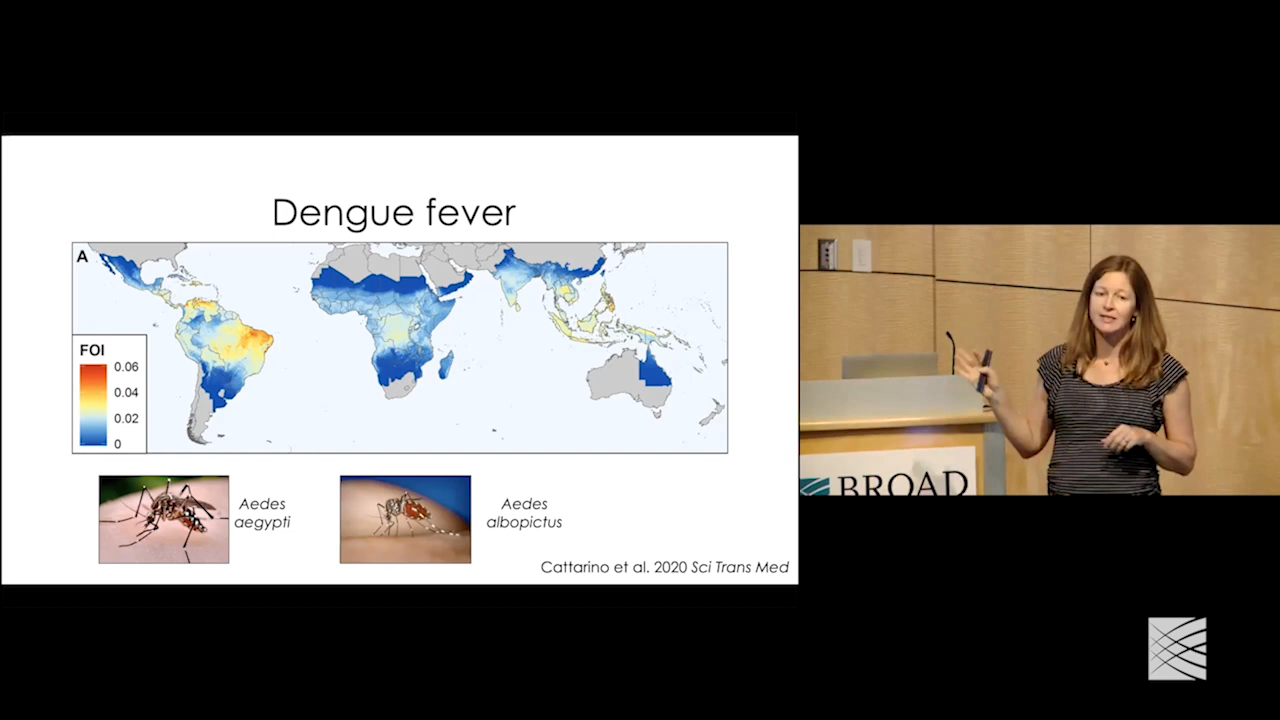 Dengue fever
A
FOI
0.06
0.04
0.02
0
Aedes
aegypti
Aedes
albopictus
Cattarino et al. 2020 Sci Trans Med
BROAD